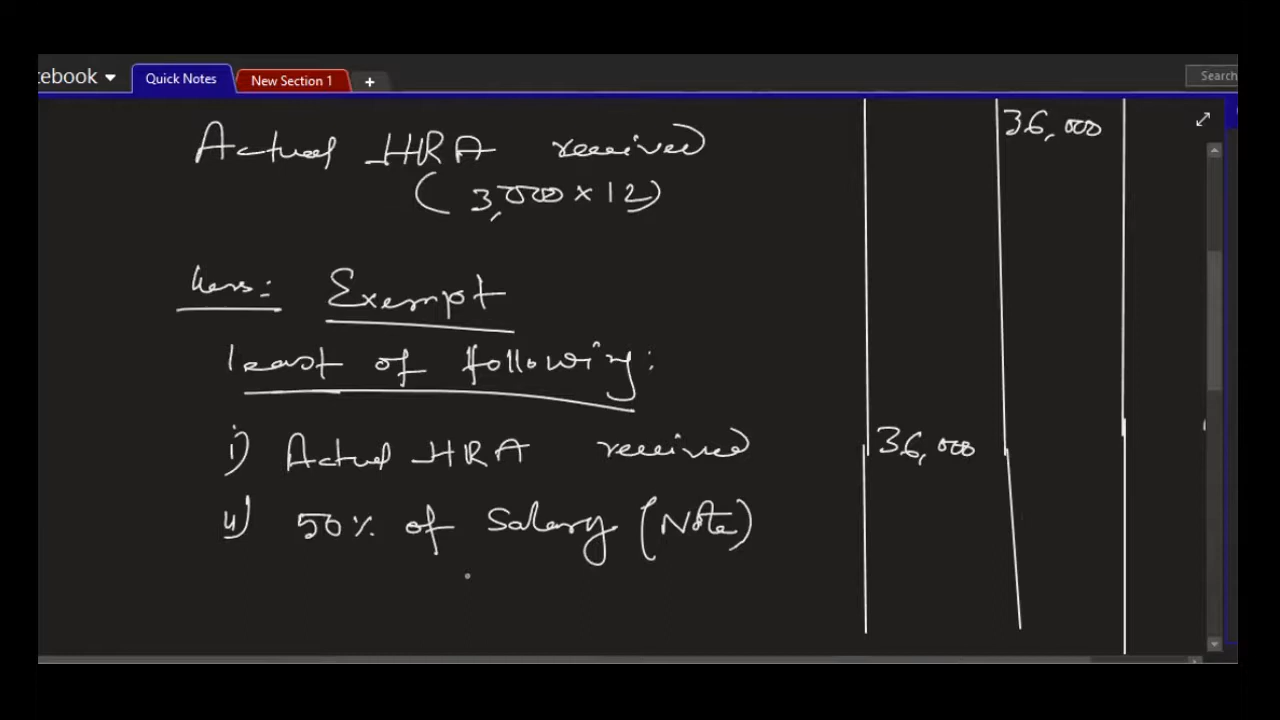 tebook
Quick Notes
New Section 1
+
Search
Actual HRA received 36,000
(3,000 × 12)
Less: Exempt
least of following:
i) Actual HRA received 36,000
ii) 50% of Salary (Note)